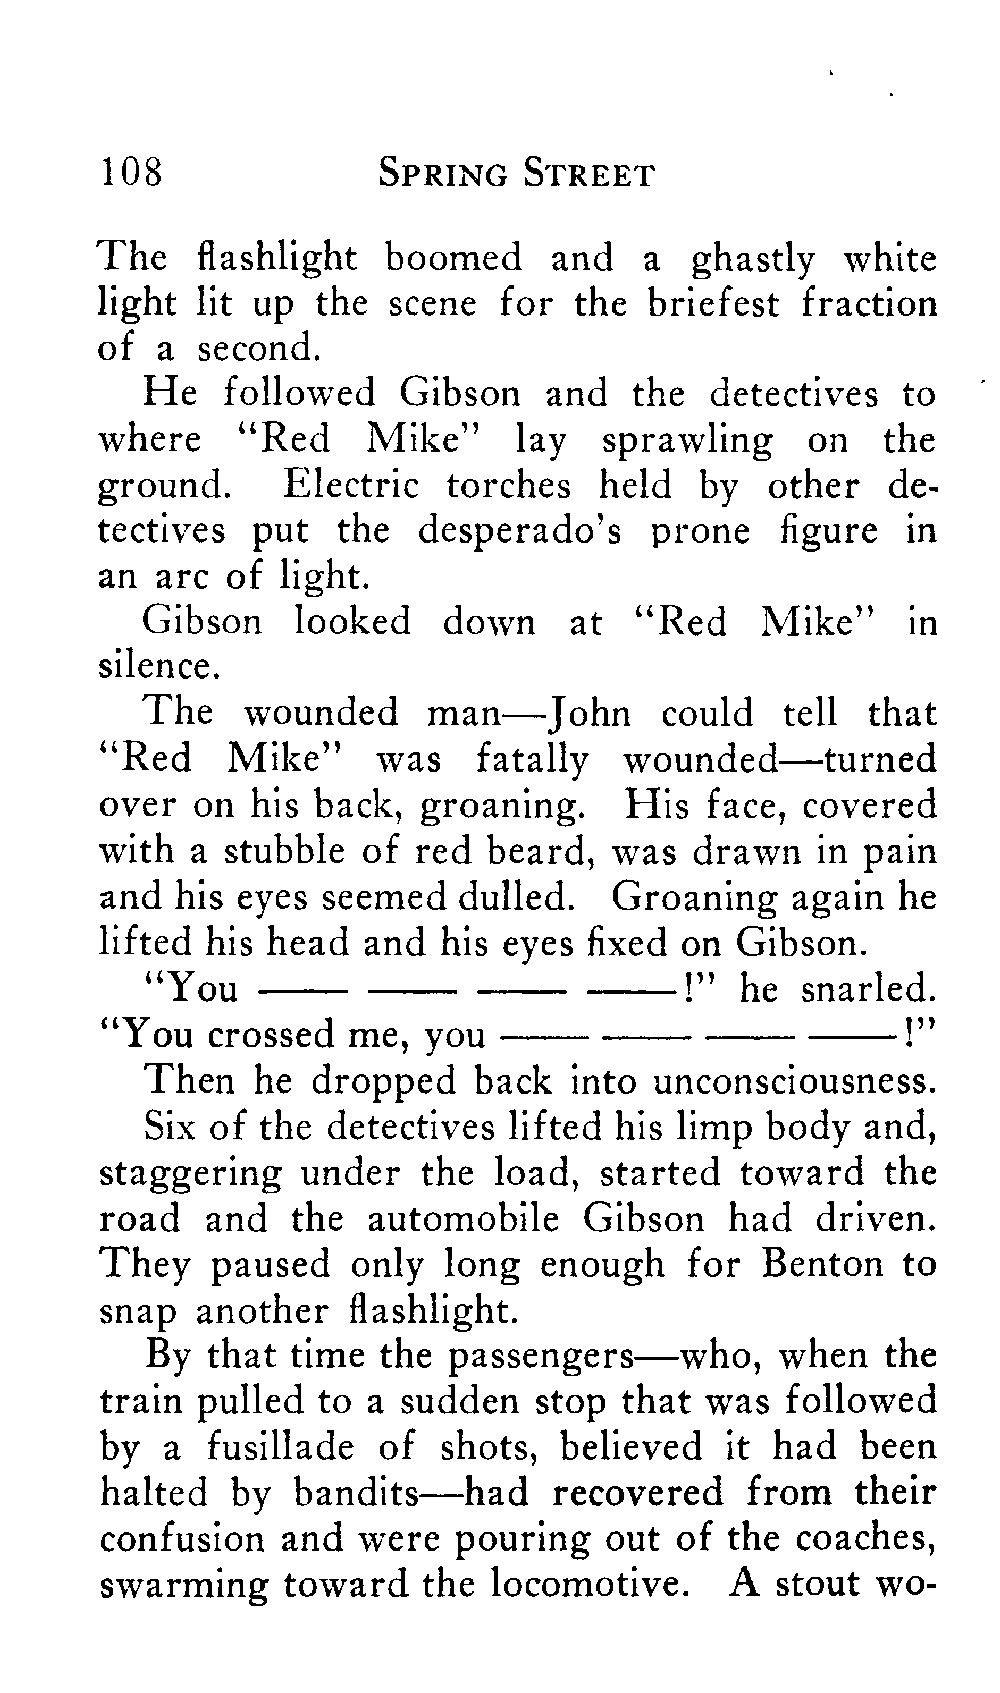 108 SPRING STREET
The flashlight boomed and a ghastly white
light lit up the scene for the briefest fraction
of a second.
He followed Gibson and the detectives to
where “Red Mike” lay sprawling on the
ground. Electric torches held by other de-
tectives put the desperado’s prone figure in
an arc of light.
Gibson looked down at “Red Mike” in
silence.
The wounded man—John could tell that
“Red Mike” was fatally wounded—turned
over on his back, groaning. His face, covered
with a stubble of red beard, was drawn in pain
and his eyes seemed dulled. Groaning again he
lifted his head and his eyes fixed on Gibson.
“You —— —— —— ——!” he snarled.
“You crossed me, you —— —— —— ——!”
Then he dropped back into unconsciousness.
Six of the detectives lifted his limp body and,
staggering under the load, started toward the
road and the automobile Gibson had driven.
They paused only long enough for Benton to
snap another flashlight.
By that time the passengers—who, when the
train pulled to a sudden stop that was followed
by a fusillade of shots, believed it had been
halted by bandits—had recovered from their
confusion and were pouring out of the coaches,
swarming toward the locomotive. A stout wo-